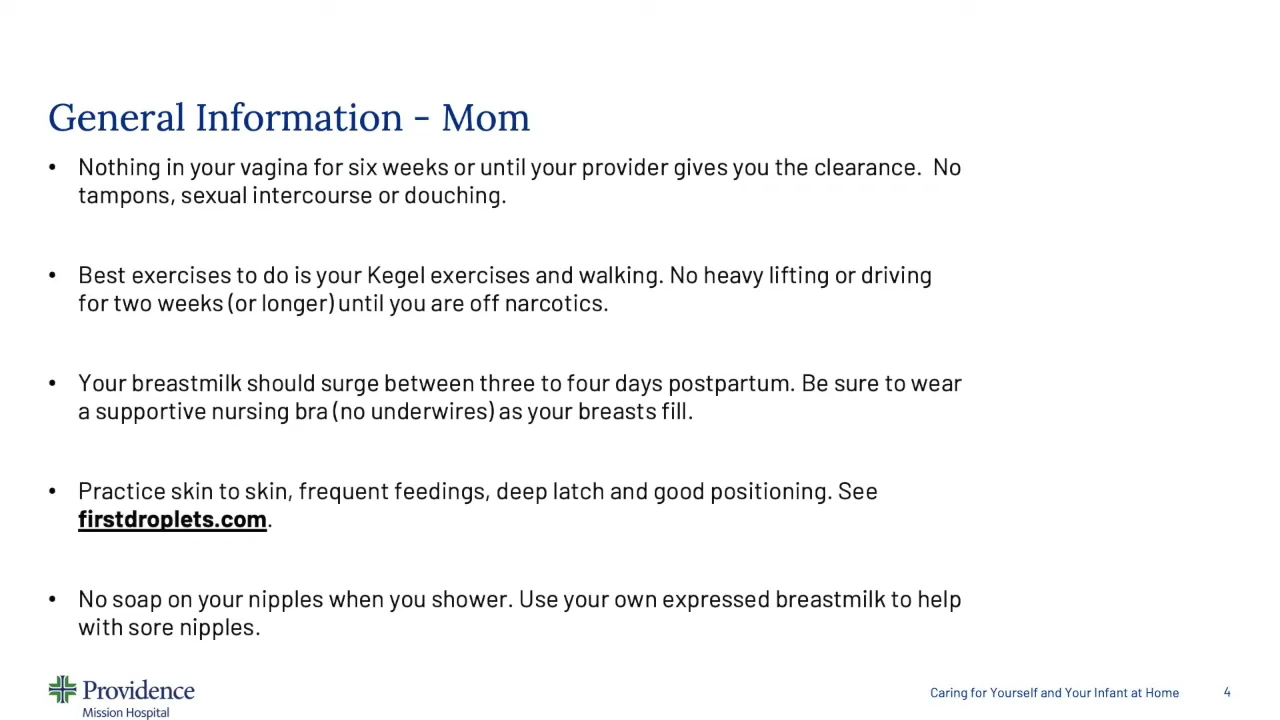 General Information - Mom
• Nothing in your vagina for six weeks or until your provider gives you the clearance.  No
tampons, sexual intercourse or douching.
• Best exercises to do is your Kegel exercises and walking. No heavy lifting or driving
for two weeks (or longer) until you are off narcotics.
• Your breastmilk should surge between three to four days postpartum. Be sure to wear
a supportive nursing bra (no underwires) as your breasts fill.
• Practice skin to skin, frequent feedings, deep latch and good positioning. See
firstdroplets.com.
• No soap on your nipples when you shower. Use your own expressed breastmilk to help
with sore nipples.
Providence
Mission Hospital
Caring for Yourself and Your Infant at Home 4